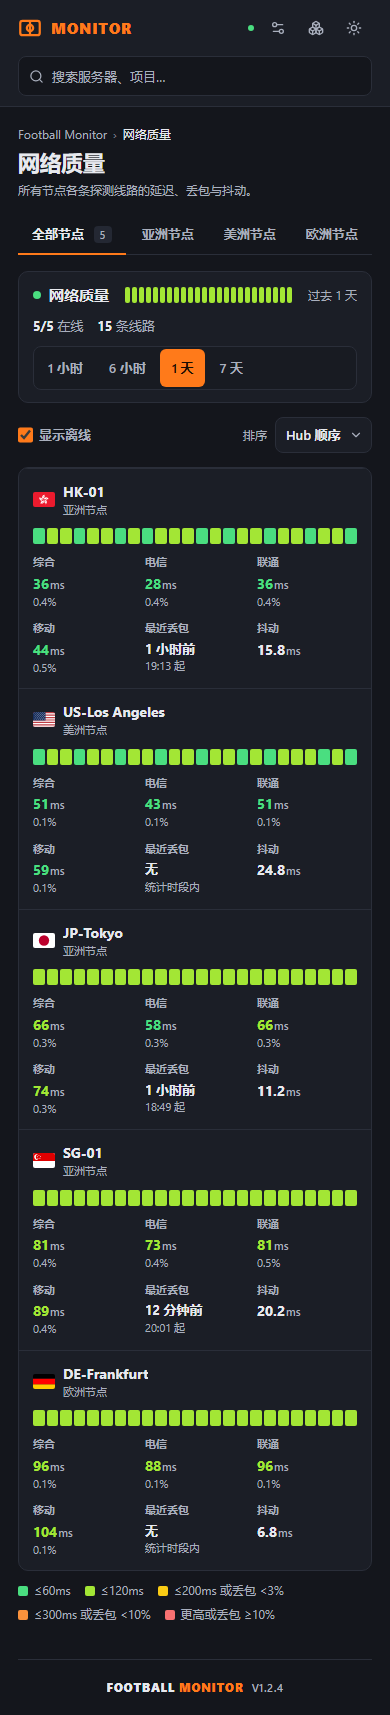 MONITOR
搜索服务器、项目...
Football Monitor › 网络质量
网络质量
所有节点各条探测线路的延迟、丢包与抖动。
全部节点 5 亚洲节点 美洲节点 欧洲节点
网络质量 过去 1 天
5/5 在线 15 条线路
1 小时 6 小时 1 天 7 天
显示离线 排序 Hub 顺序
HK-01
亚洲节点
综合 电信 联通
36ms 28ms 36ms
0.4% 0.4% 0.4%
移动 最近丢包 抖动
44ms 1 小时前 15.8ms
0.5% 19:13 起
US-Los Angeles
美洲节点
综合 电信 联通
51ms 43ms 51ms
0.1% 0.1% 0.1%
移动 最近丢包 抖动
59ms 无 24.8ms
0.1% 统计时段内
JP-Tokyo
亚洲节点
综合 电信 联通
66ms 58ms 66ms
0.3% 0.3% 0.3%
移动 最近丢包 抖动
74ms 1 小时前 11.2ms
0.3% 18:49 起
SG-01
亚洲节点
综合 电信 联通
81ms 73ms 81ms
0.4% 0.4% 0.5%
移动 最近丢包 抖动
89ms 12 分钟前 20.2ms
0.4% 20:01 起
DE-Frankfurt
欧洲节点
综合 电信 联通
96ms 88ms 96ms
0.1% 0.1% 0.1%
移动 最近丢包 抖动
104ms 无 6.8ms
0.1% 统计时段内
≤60ms ≤120ms ≤200ms 或丢包 <3%
≤300ms 或丢包 <10% 更高或丢包 ≥10%
FOOTBALL MONITOR V1.2.4